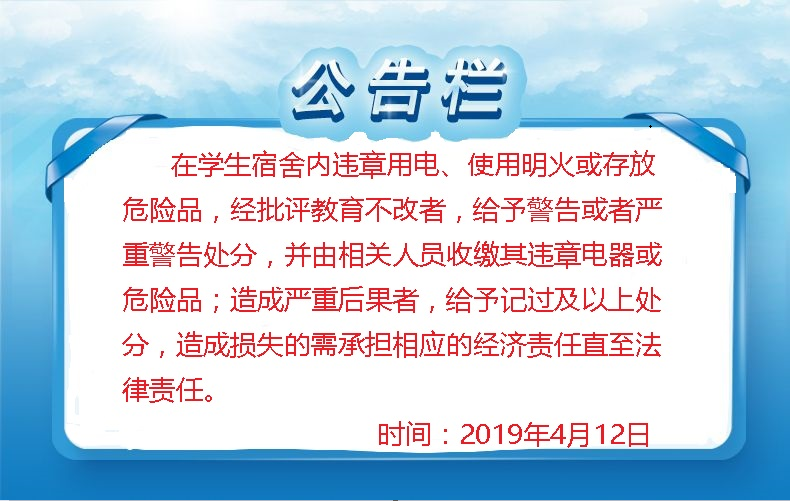 公告栏
在学生宿舍内违章用电、使用明火或存放
危险品，经批评教育不改者，给予警告或者严
重警告处分，并由相关人员收缴其违章电器或
危险品；造成严重后果者，给予记过及以上处
分，造成损失的需承担相应的经济责任直至法
律责任。
时间：2019年4月12日